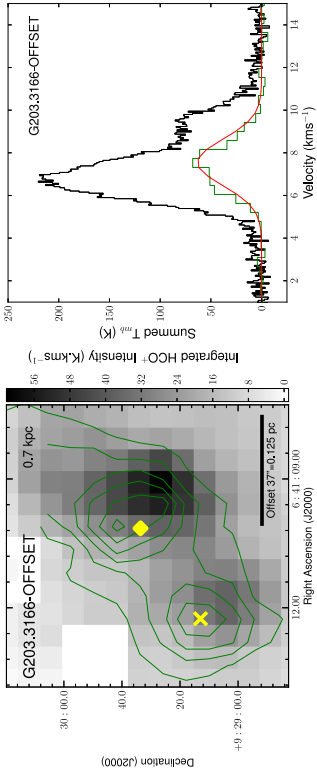 G203.3166-OFFSET
0.7 kpc
Offset 37"=0.125 pc
30 : 00.0
40
20
+9 : 29 : 00.0
Declination (J2000)
12.00
6 : 41 : 09.00
Right Ascension (J2000)
56
48
40
32
24
16
8
0
Integrated HCO+ Intensity (K.kms−1)
G203.3166-OFFSET
250
200
150
100
50
0
Summed Tmb (K)
2
4
6
8
10
12
14
Velocity (kms−1)